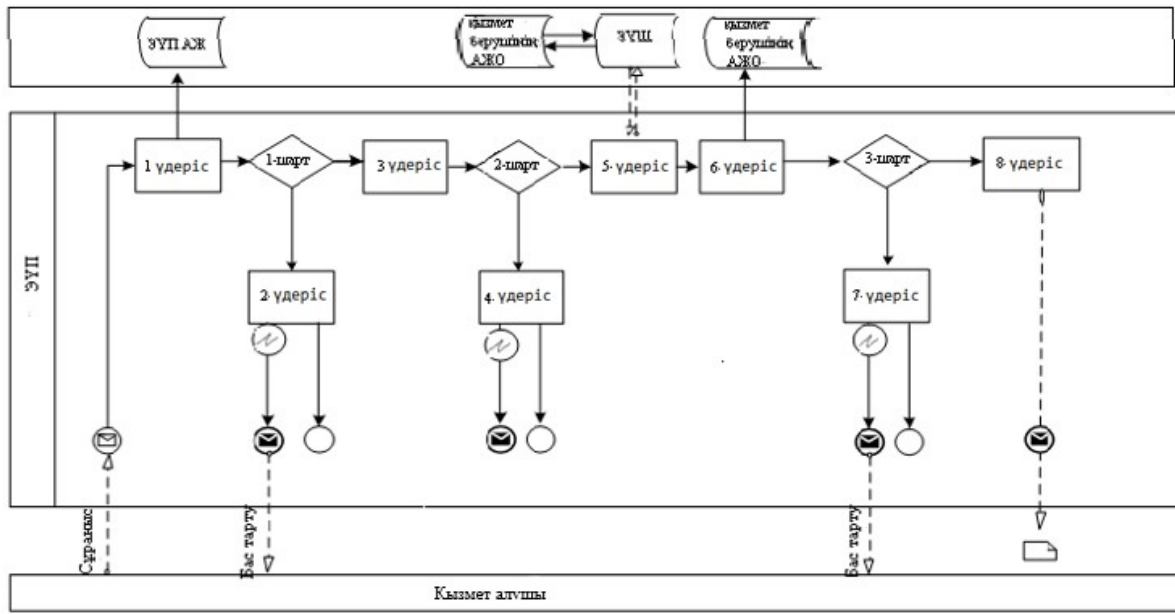 ЭҮП АЖ
қызмет
берушінің
АЖО
ЭҮШ
қызмет
берушінің
АЖО
1 үдеріс
1-шарт
3 үдеріс
2-шарт
5. үдеріс
6. үдеріс
3-шарт
8. үдеріс
ЭҮП
2. үдеріс
4. үдеріс
7. үдеріс
Сұраныс
Бас тарту
Бас тарту
Қызмет алушы